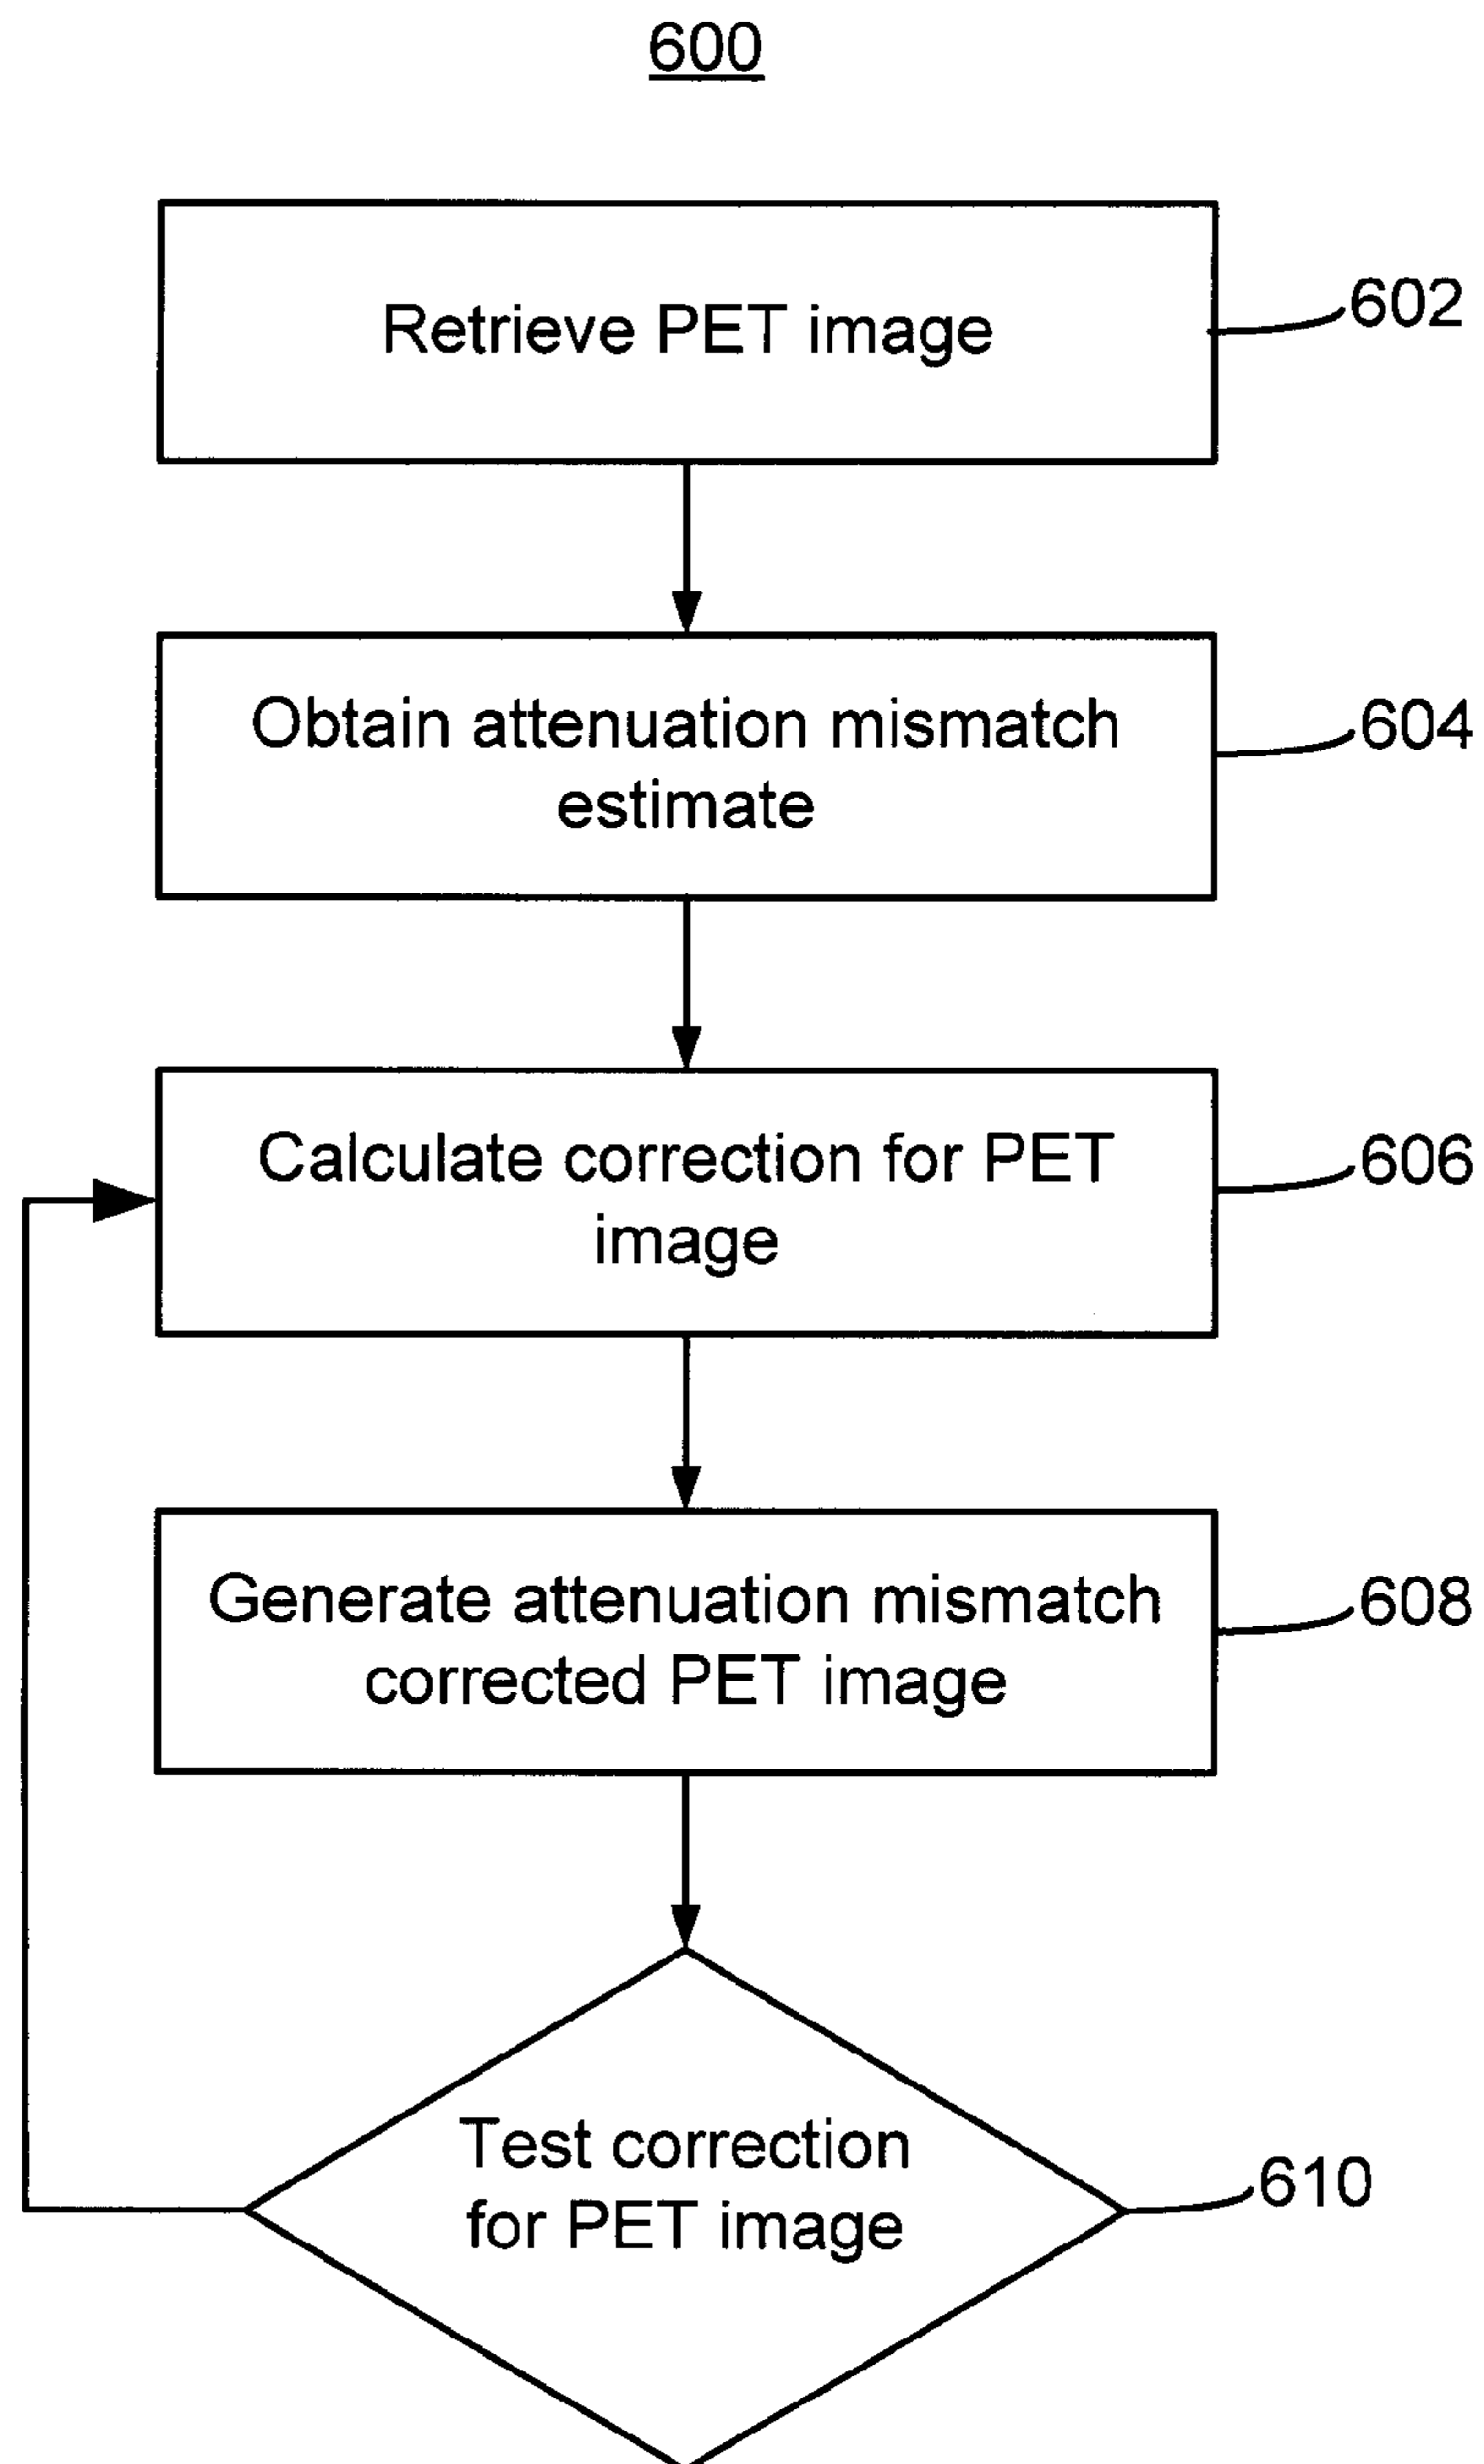 600
Retrieve PET image
602
Obtain attenuation mismatch
estimate
604
Calculate correction for PET
image
606
Generate attenuation mismatch
corrected PET image
608
Test correction
for PET image
610